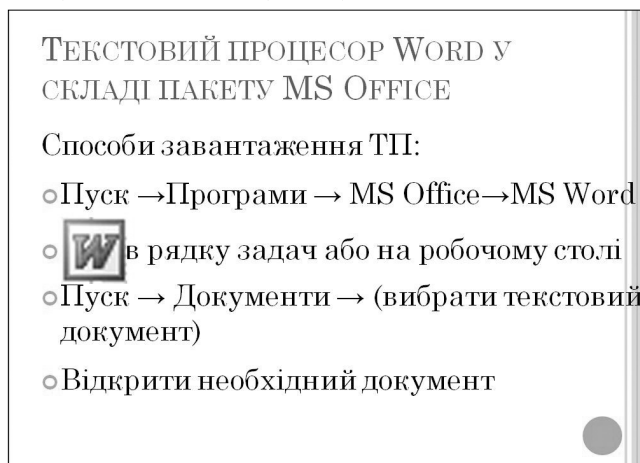 Текстовий процесор Word у
складі пакету MS Office
Способи завантаження ТП:
Пуск →Програми → MS Office→MS Word
W в рядку задач або на робочому столі
Пуск → Документи → (вибрати текстовий
документ)
Відкрити необхідний документ